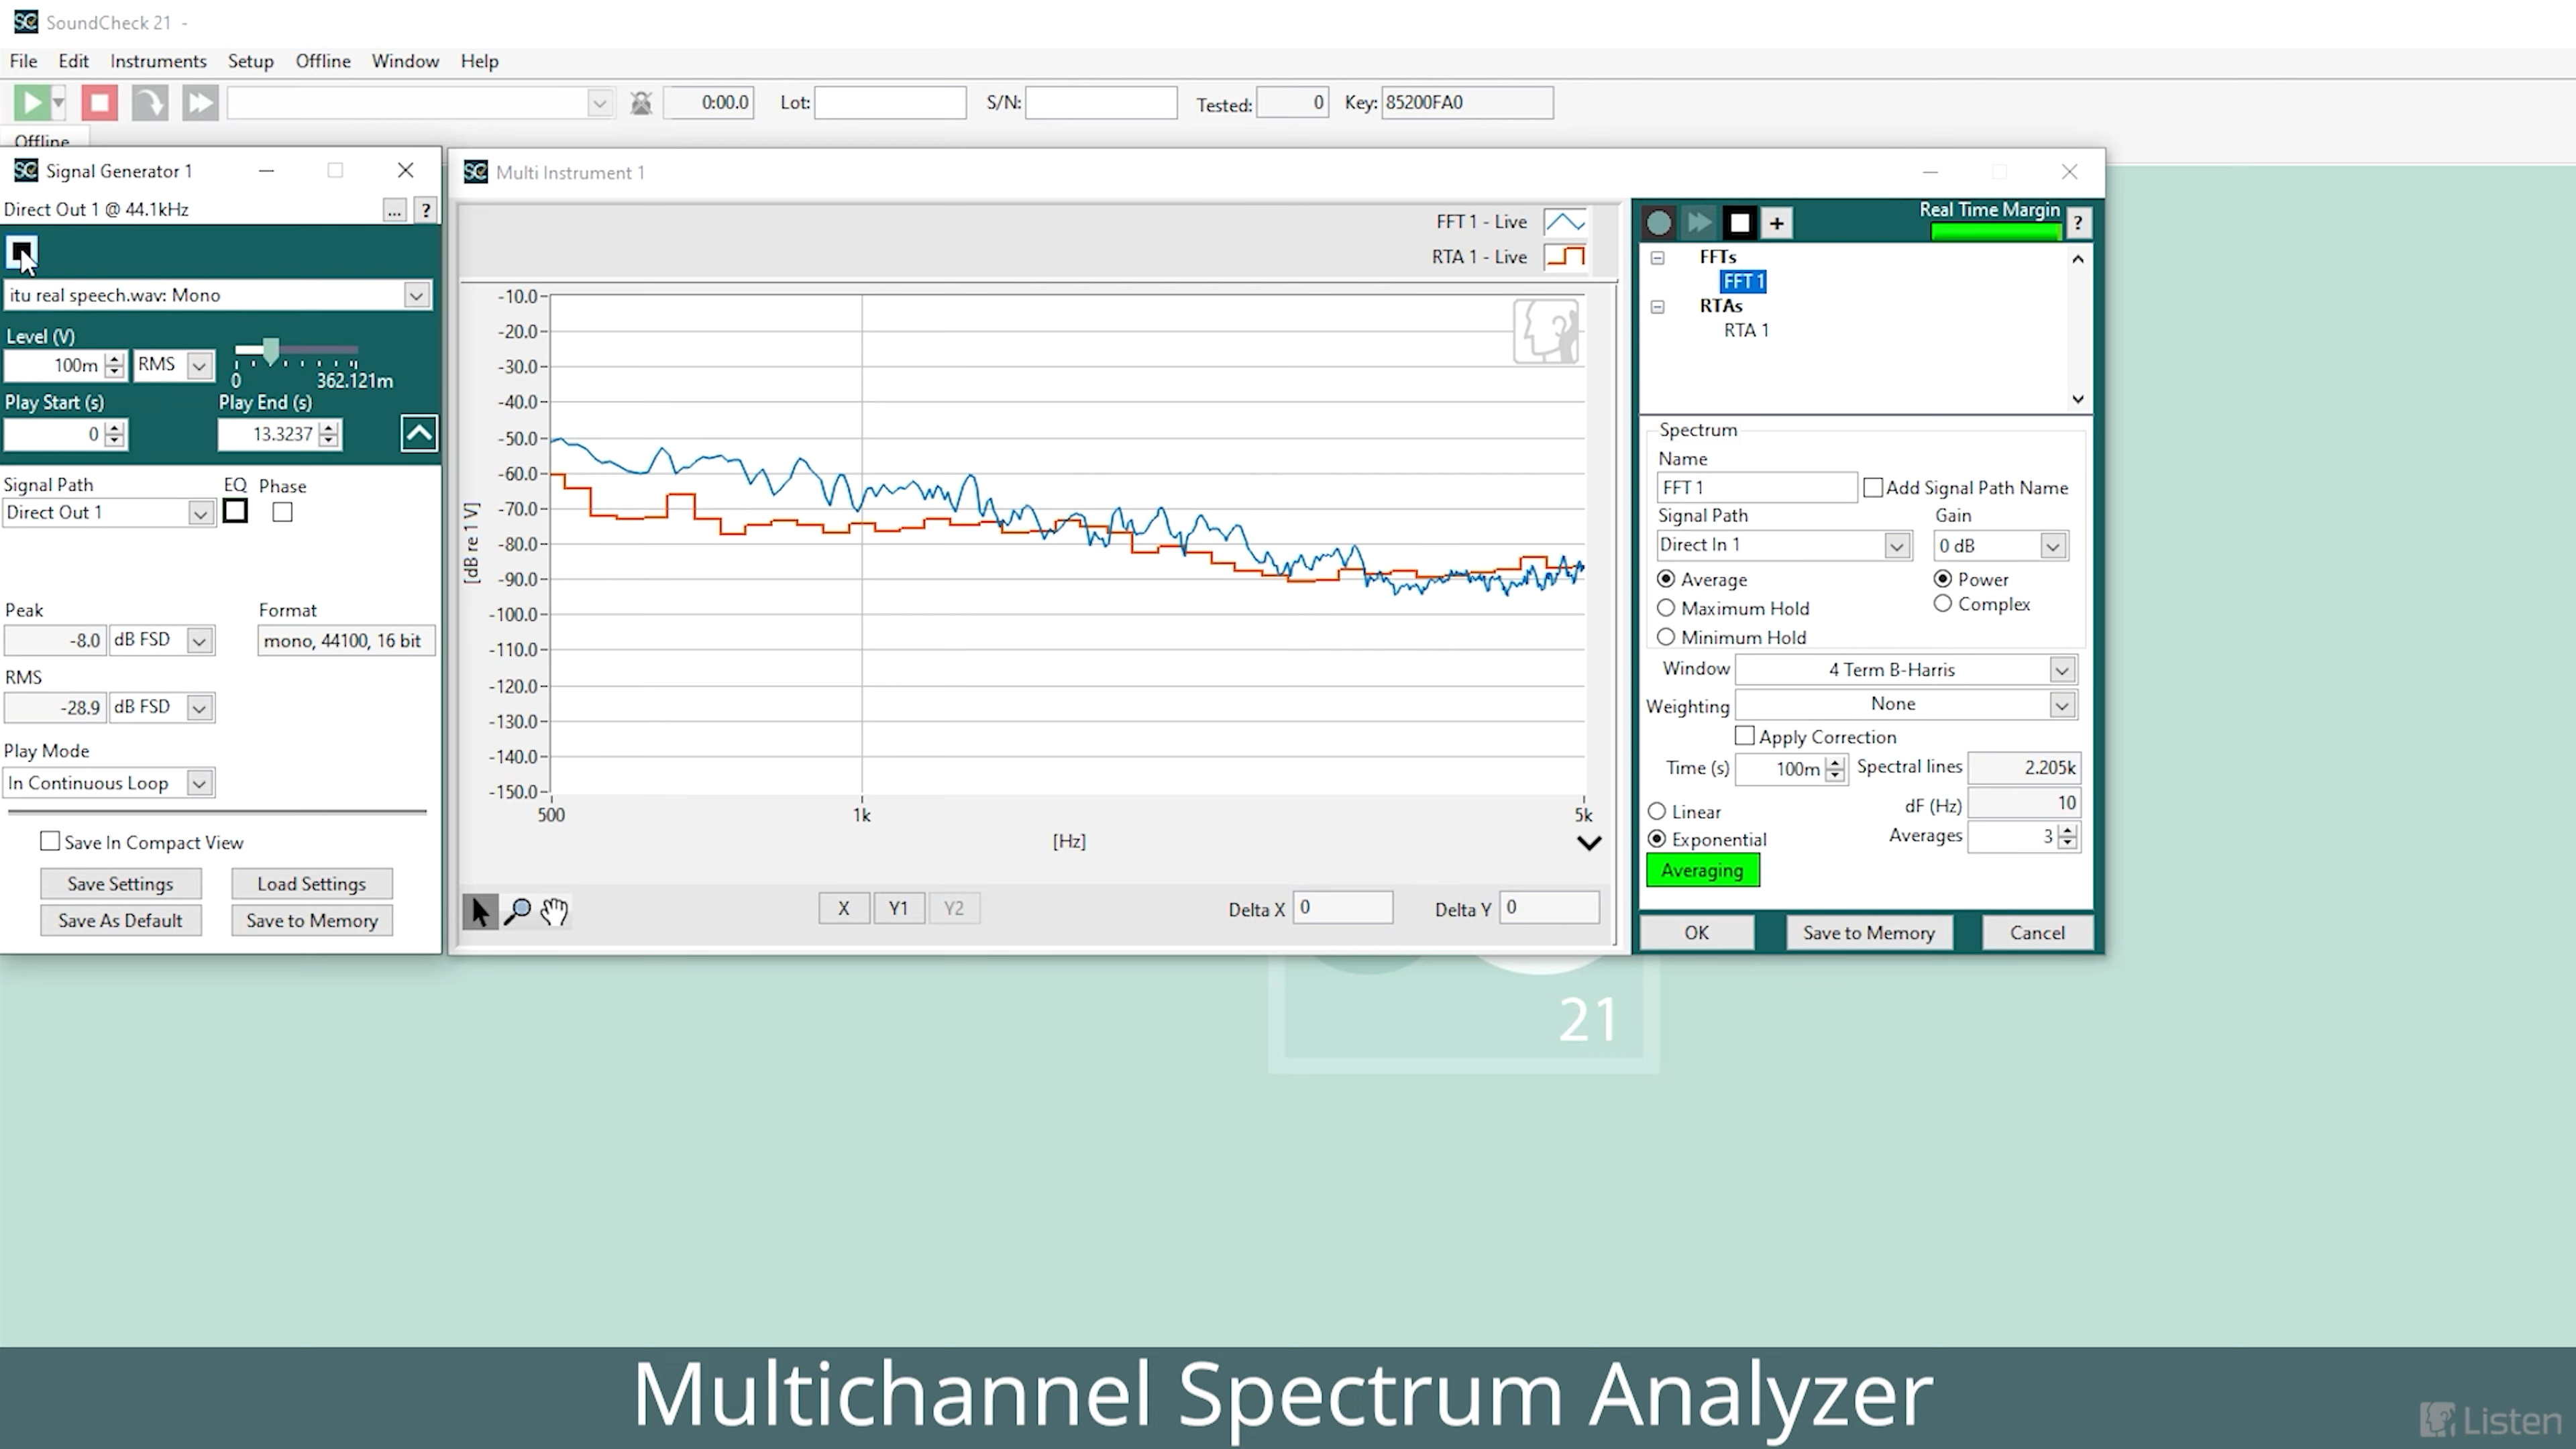 SoundCheck 21 -
File Edit Instruments Setup Offline Window Help
0:00.0 Lot: S/N: Tested: 0 Key: 85200FA0
Offline
Signal Generator 1
Direct Out 1 @ 44.1kHz ... ?
itu real speech.wav: Mono
Level (V)
100m RMS
0 362.121m
Play Start (s) Play End (s)
0 13.3237
Signal Path EQ Phase
Direct Out 1
Peak Format
-8.0 dB FSD mono, 44100, 16 bit
RMS
-28.9 dB FSD
Play Mode
In Continuous Loop
Save In Compact View
Save Settings Load Settings
Save As Default Save to Memory
Multi Instrument 1
FFT 1 - Live
RTA 1 - Live
-10.0
-20.0
-30.0
-40.0
-50.0
-60.0
-70.0
-80.0
-90.0
-100.0
-110.0
-120.0
-130.0
-140.0
-150.0
[dB re 1 V]
500 1k 5k
[Hz]
X Y1 Y2 Delta X 0 Delta Y 0
+ Real Time Margin ?
FFTs
FFT 1
RTAs
RTA 1
Spectrum
Name
FFT 1 Add Signal Path Name
Signal Path Gain
Direct In 1 0 dB
Average Power
Maximum Hold Complex
Minimum Hold
Window 4 Term B-Harris
Weighting None
Apply Correction
Time (s) 100m Spectral lines 2.205k
Linear dF (Hz) 10
Exponential Averages 3
Averaging
OK Save to Memory Cancel
21
Multichannel Spectrum Analyzer
Listen